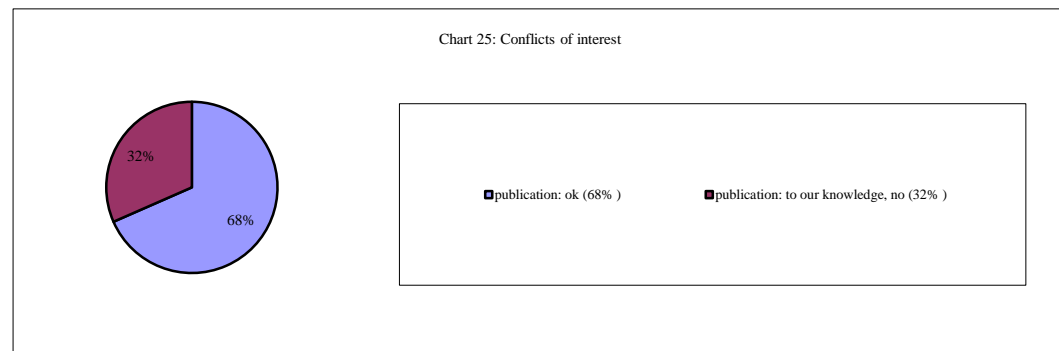 Chart 25: Conflicts of interest
32%
68%
publication: ok (68% )
publication: to our knowledge, no (32% )